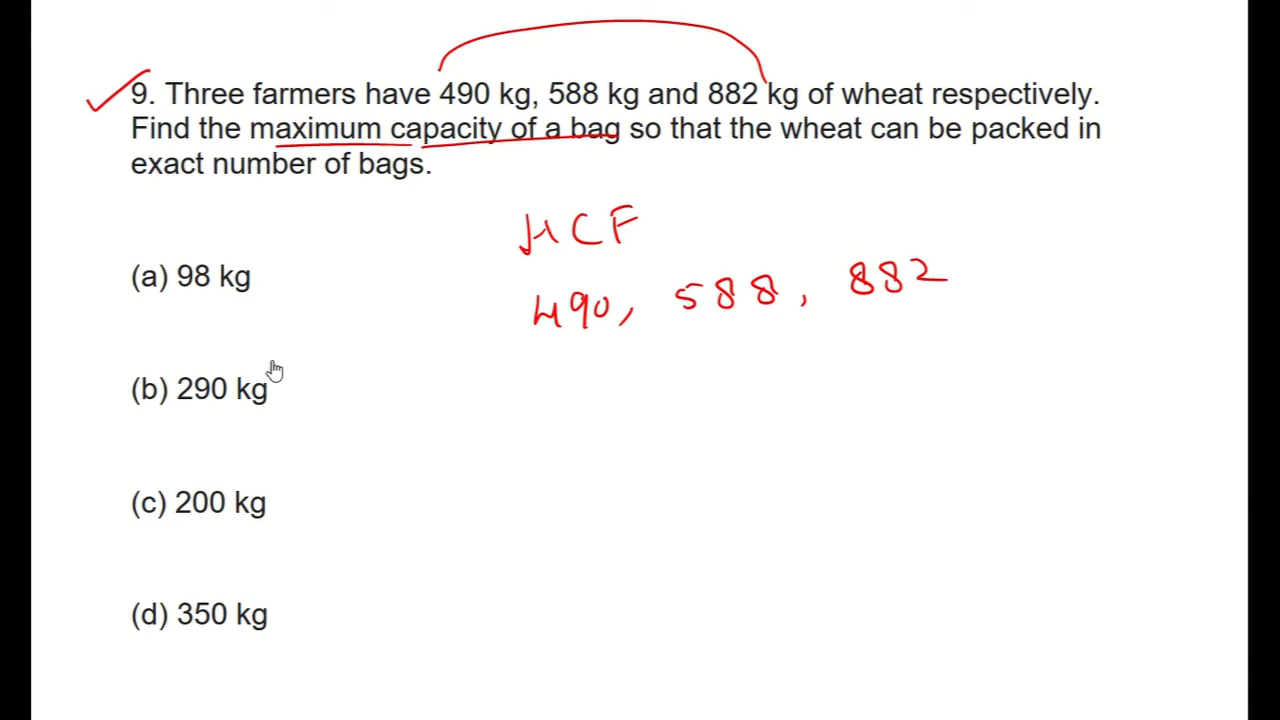 9. Three farmers have 490 kg, 588 kg and 882 kg of wheat respectively.
Find the maximum capacity of a bag so that the wheat can be packed in
exact number of bags.
HCF
(a) 98 kg
490, 588, 882
(b) 290 kg
(c) 200 kg
(d) 350 kg